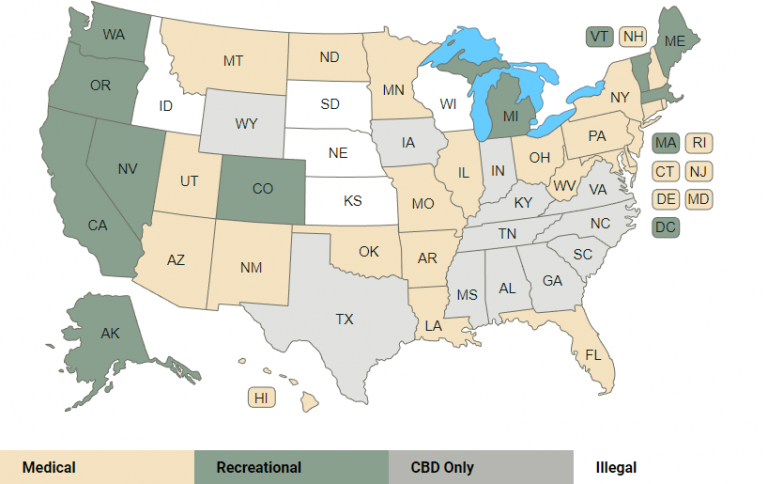 WA
VT
NH
ME
MT
ND
OR
MN
ID
SD
WI
NY
WY
MI
IA
PA
MA
RI
NE
OH
NV
UT
CO
IL
IN
CT
NJ
WV
VA
KS
MO
KY
DE
MD
CA
NC
DC
TN
OK
SC
AZ
NM
AR
GA
MS
AL
TX
LA
AK
FL
HI
Medical
Recreational
CBD Only
Illegal